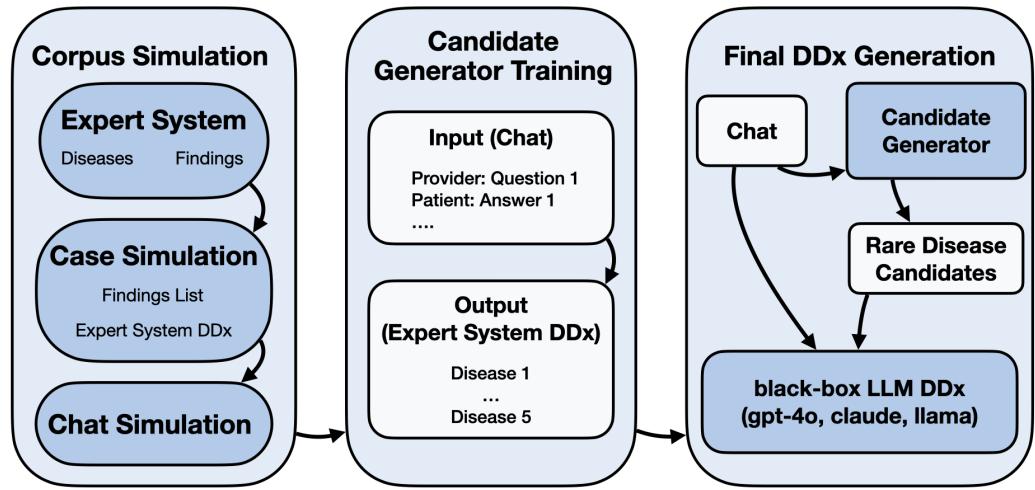 Corpus Simulation
Expert System
Diseases Findings
Case Simulation
Findings List
Expert System DDx
Chat Simulation
Candidate
Generator Training
Input (Chat)
Provider: Question 1
Patient: Answer 1
....
Output
(Expert System DDx)
Disease 1
...
Disease 5
Final DDx Generation
Chat
Candidate
Generator
Rare Disease
Candidates
black-box LLM DDx
(gpt-4o, claude, llama)